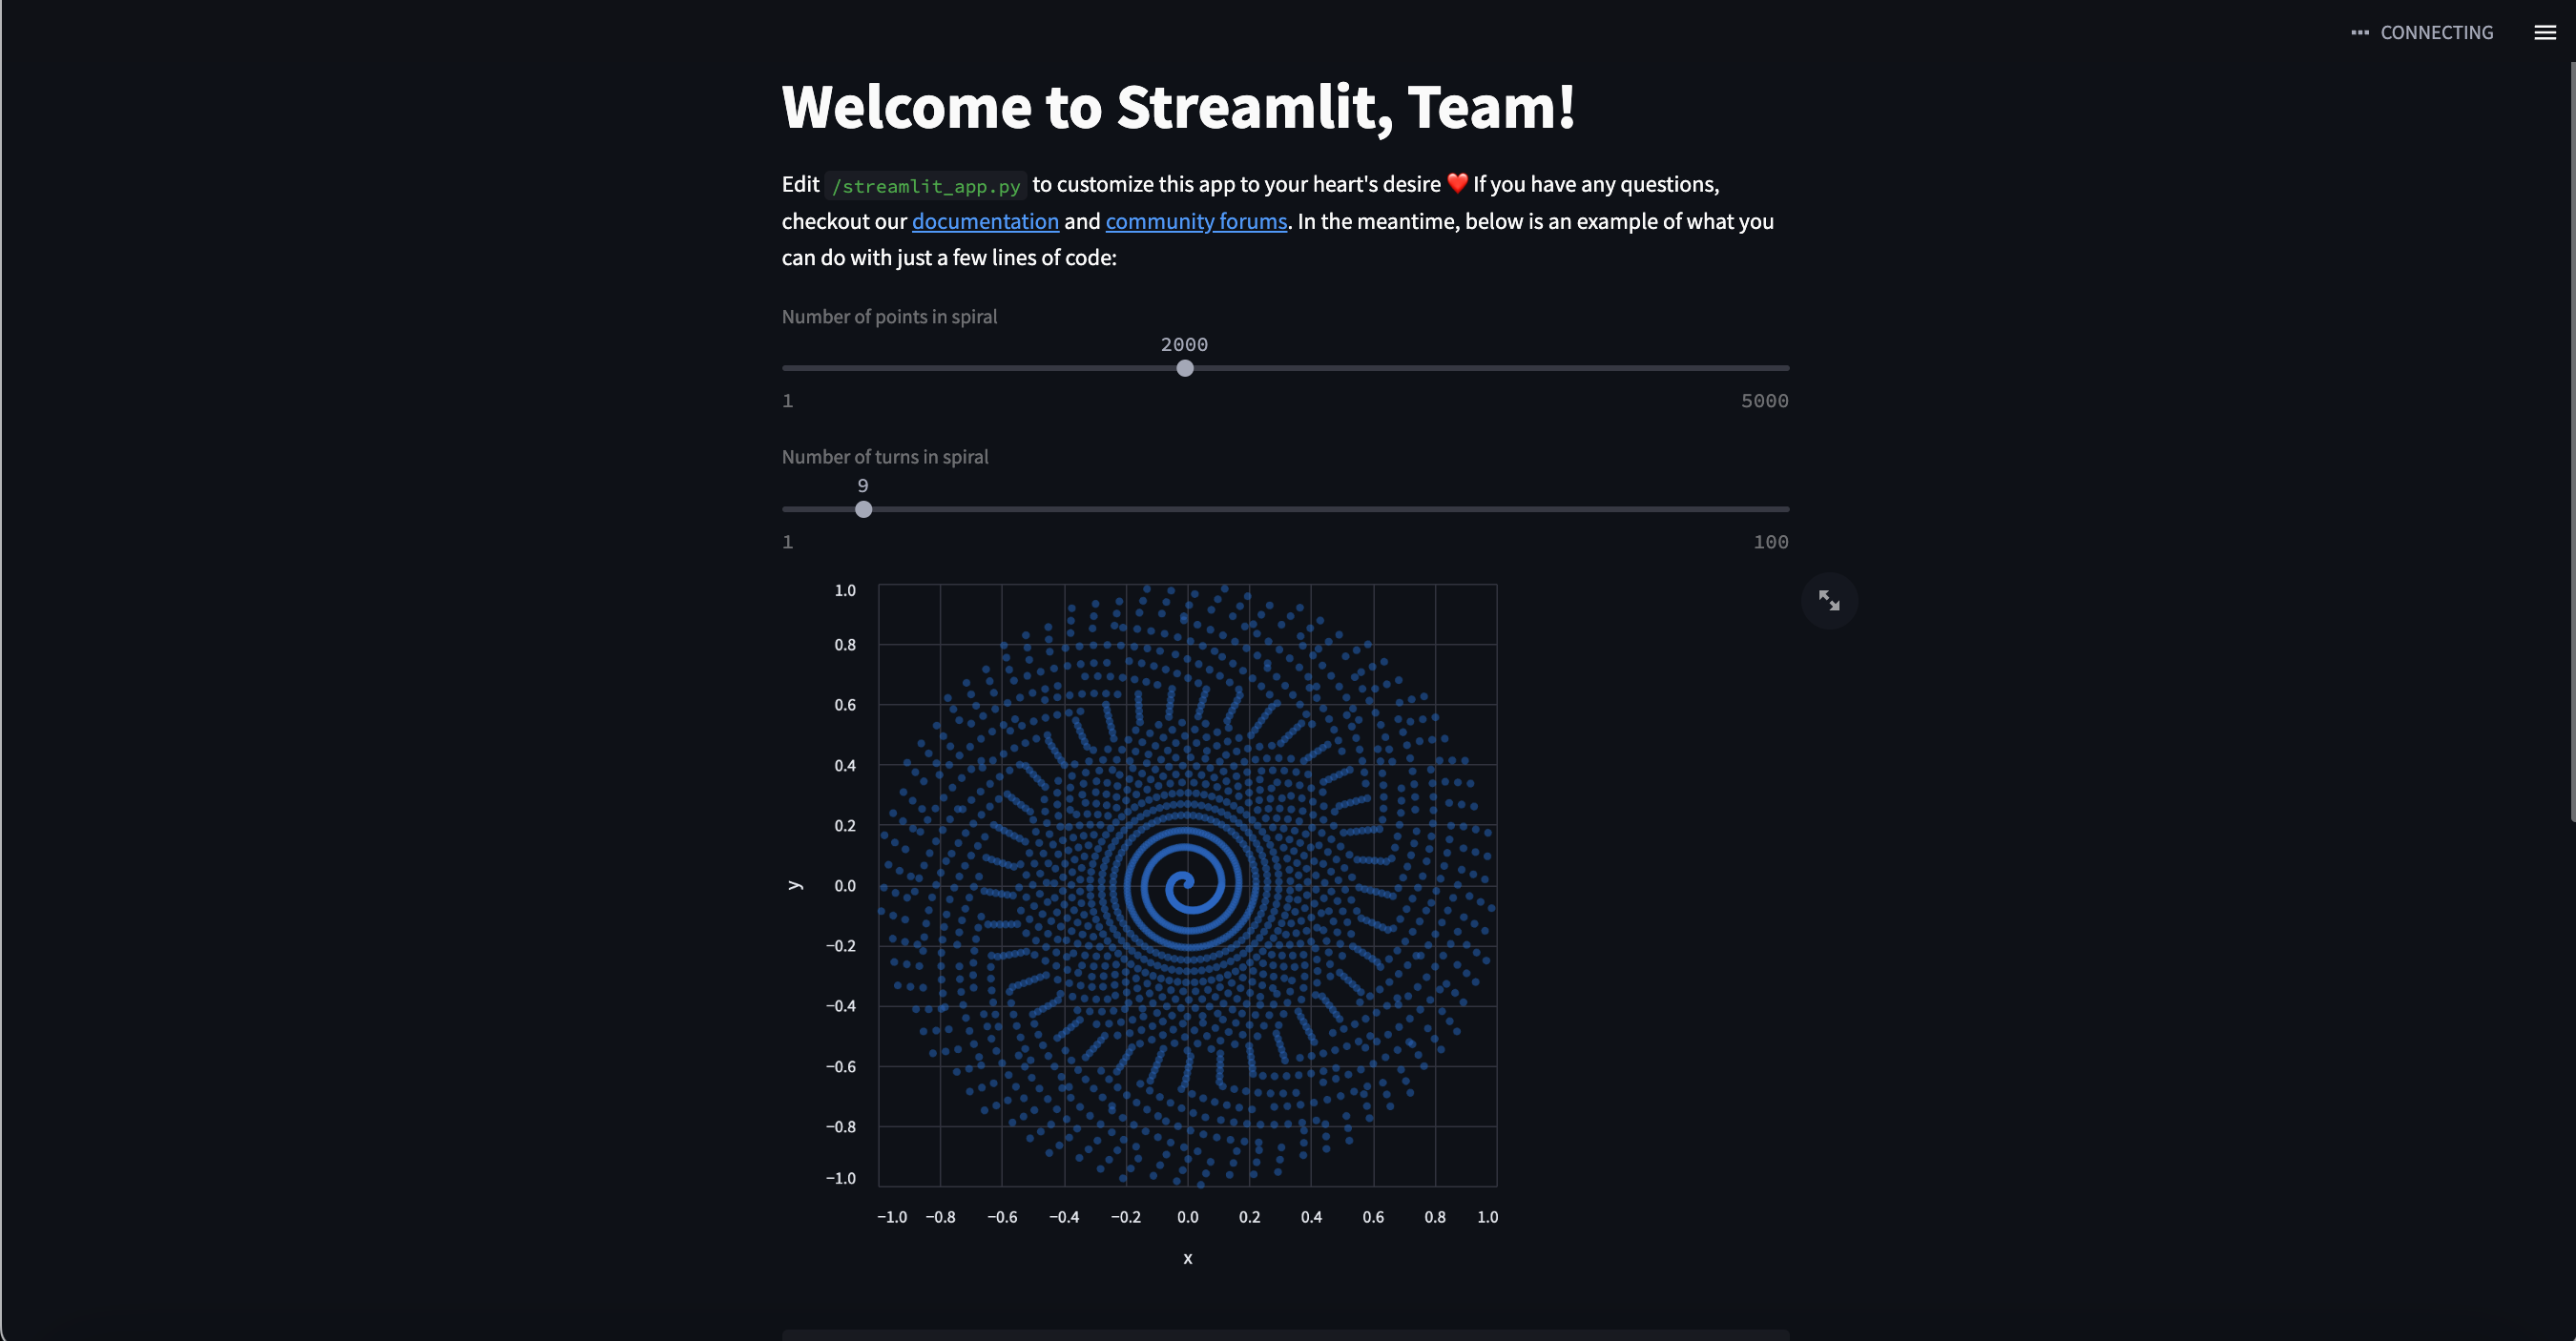 CONNECTING
Welcome to Streamlit, Team!
Edit /streamlit_app.py to customize this app to your heart's desire ❤️ If you have any questions,
checkout our documentation and community forums. In the meantime, below is an example of what you
can do with just a few lines of code:
Number of points in spiral
2000
1 5000
Number of turns in spiral
9
1 100
1.0
0.8
0.6
0.4
0.2
y 0.0
−0.2
−0.4
−0.6
−0.8
−1.0
−1.0 −0.8 −0.6 −0.4 −0.2 0.0 0.2 0.4 0.6 0.8 1.0
x